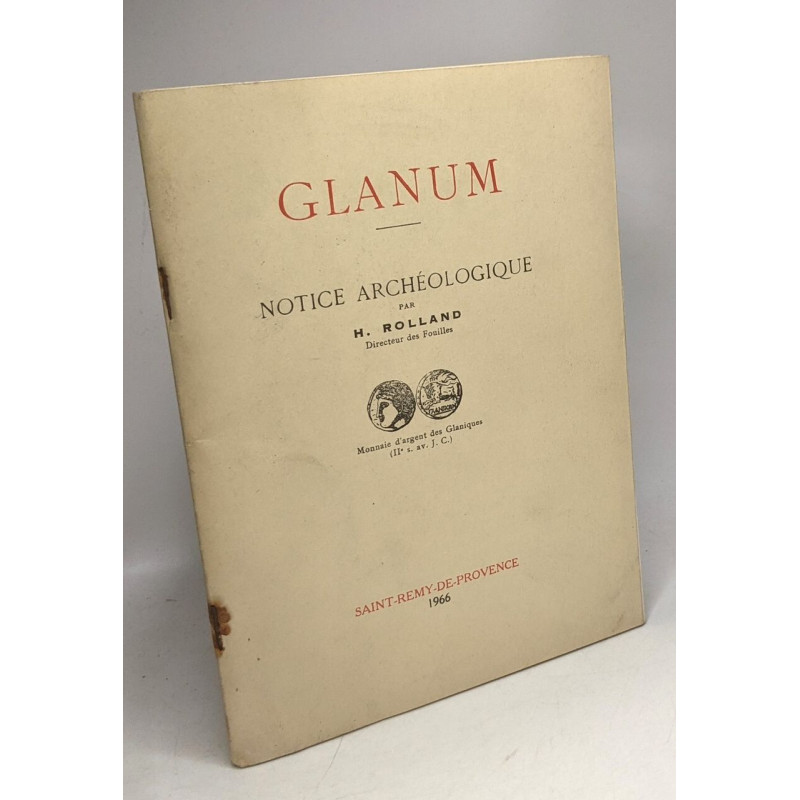 GLANUM
NOTICE ARCHÉOLOGIQUE
PAR
H. ROLLAND
Directeur des Fouilles
Monnaie d'argent des Glaniques
(IIe s. av. J. C.)
SAINT-REMY-DE-PROVENCE
1966